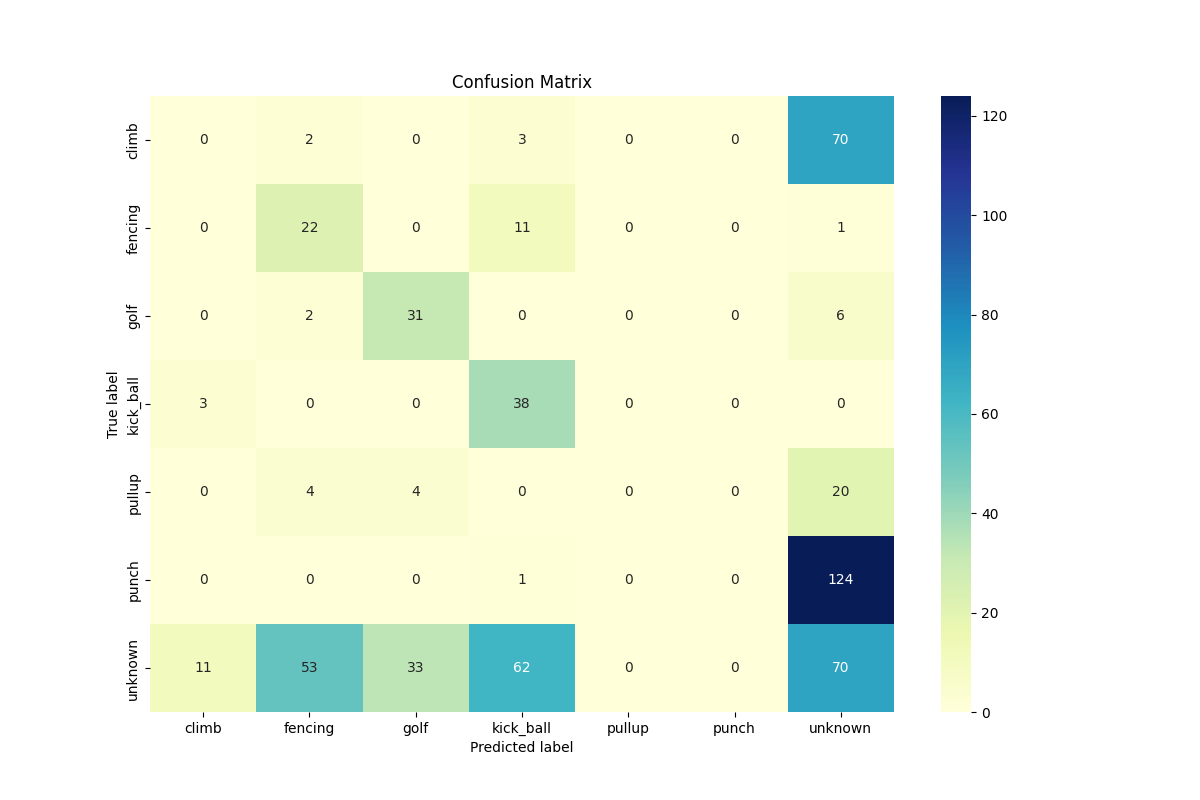 Confusion Matrix
climb 0 2 0 3 0 0 70
fencing 0 22 0 11 0 0 1
golf 0 2 31 0 0 0 6
kick_ball 3 0 0 38 0 0 0
pullup 0 4 4 0 0 0 20
punch 0 0 0 1 0 0 124
unknown 11 53 33 62 0 0 70
True label
climb fencing golf kick_ball pullup punch unknown
Predicted label
120
100
80
60
40
20
0